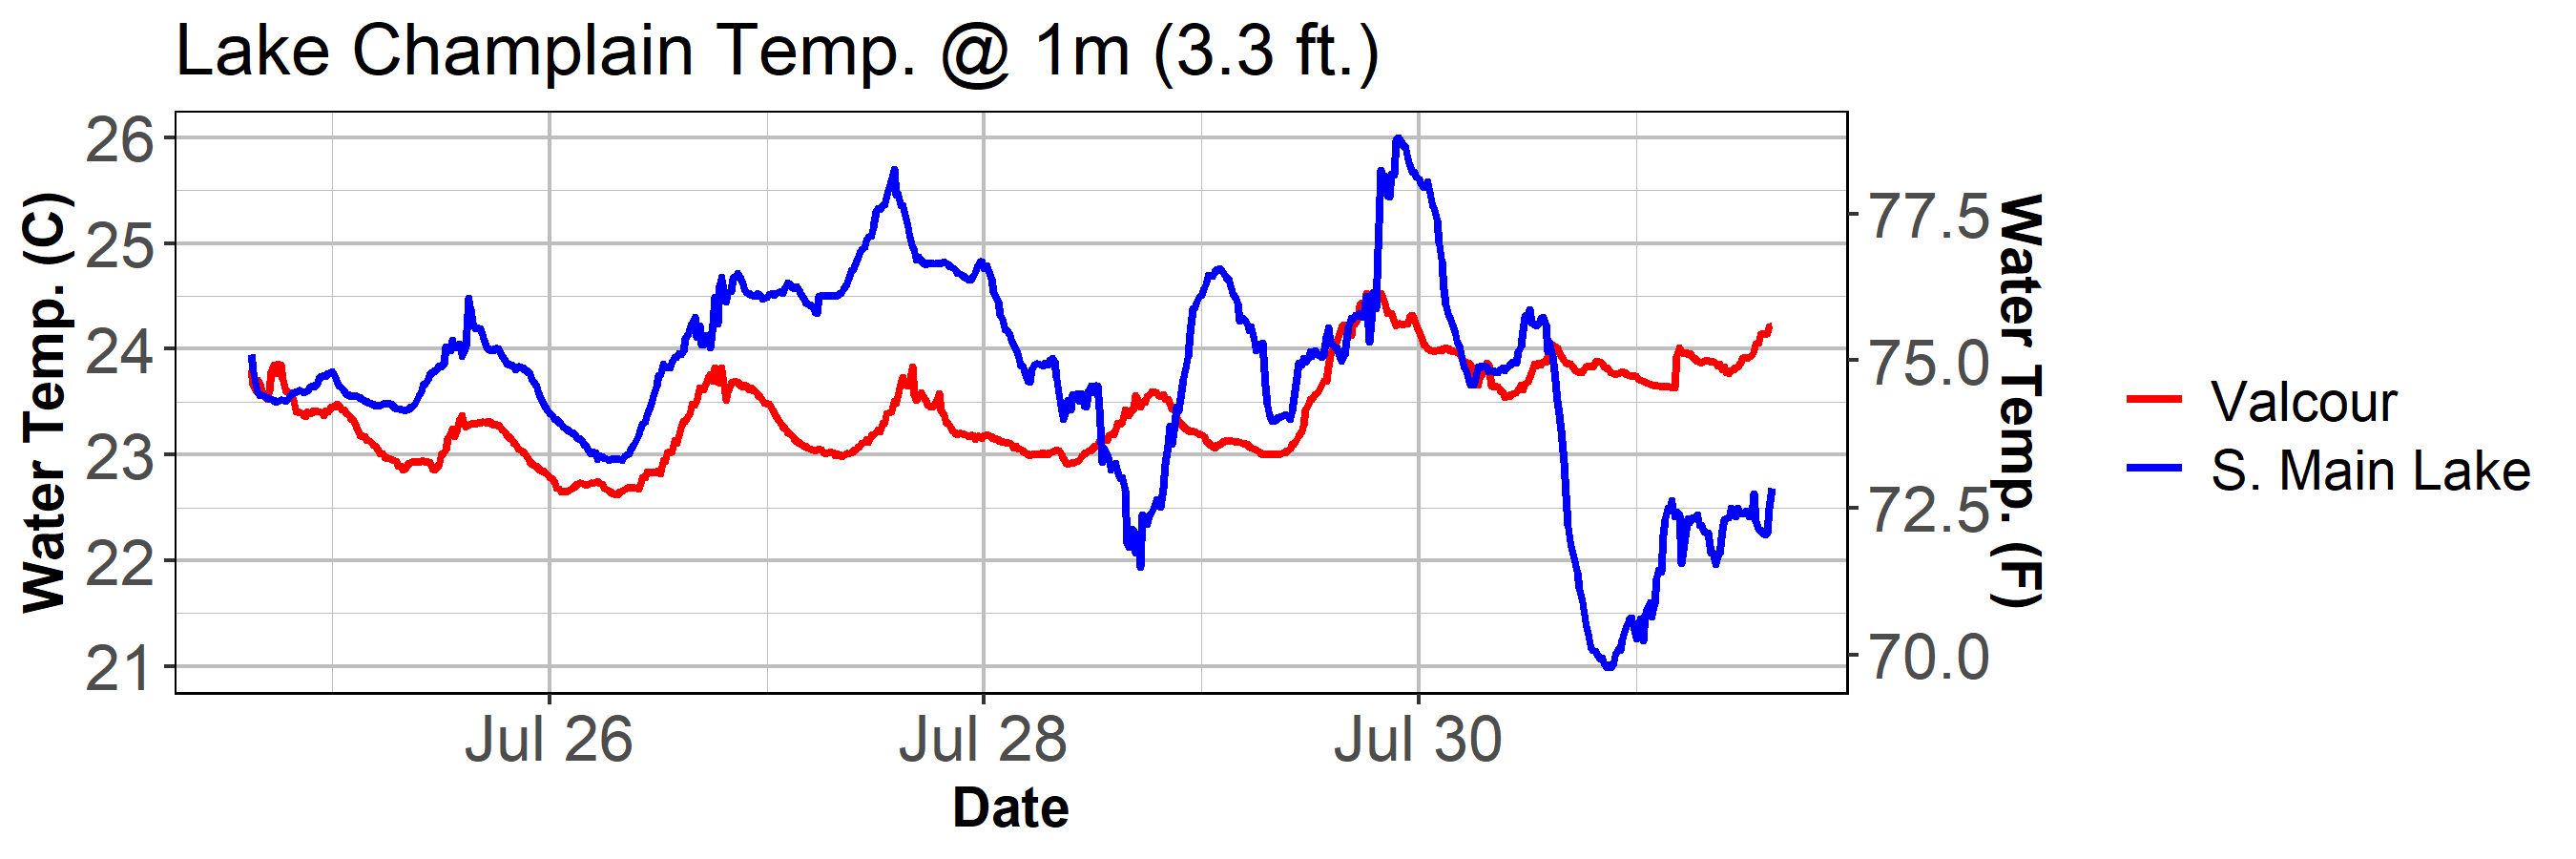 Lake Champlain Temp. @ 1m (3.3 ft.)
Water Temp. (C)
26
25
24
23
22
21
77.5
75.0
72.5
70.0
Water Temp. (F)
Jul 26
Jul 28
Jul 30
Date
Valcour
S. Main Lake